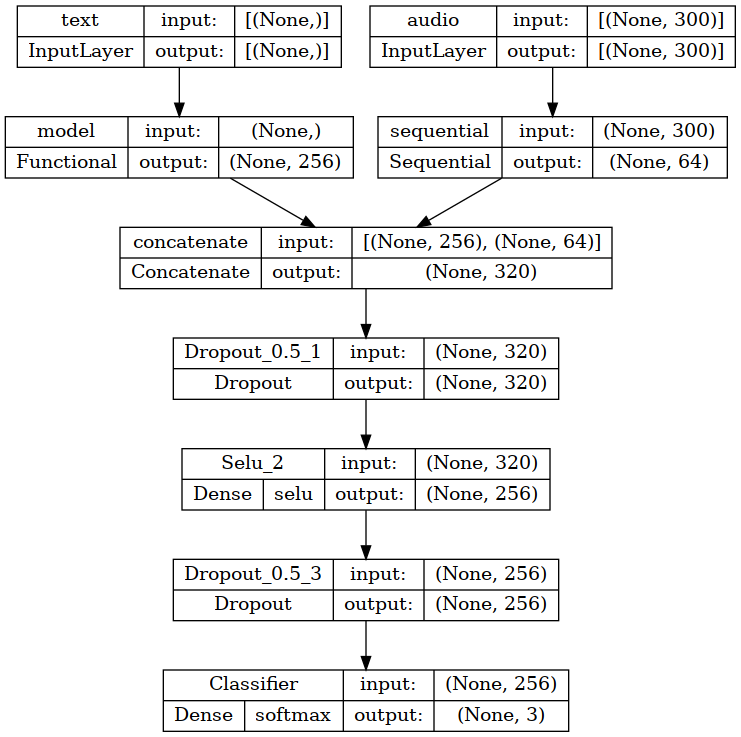 text input: [(None,)]
InputLayer output: [(None,)]
audio input: [(None, 300)]
InputLayer output: [(None, 300)]
model input: (None,)
Functional output: (None, 256)
sequential input: (None, 300)
Sequential output: (None, 64)
concatenate input: [(None, 256), (None, 64)]
Concatenate output: (None, 320)
Dropout_0.5_1 input: (None, 320)
Dropout output: (None, 320)
Selu_2 input: (None, 320)
Dense selu output: (None, 256)
Dropout_0.5_3 input: (None, 256)
Dropout output: (None, 256)
Classifier input: (None, 256)
Dense softmax output: (None, 3)